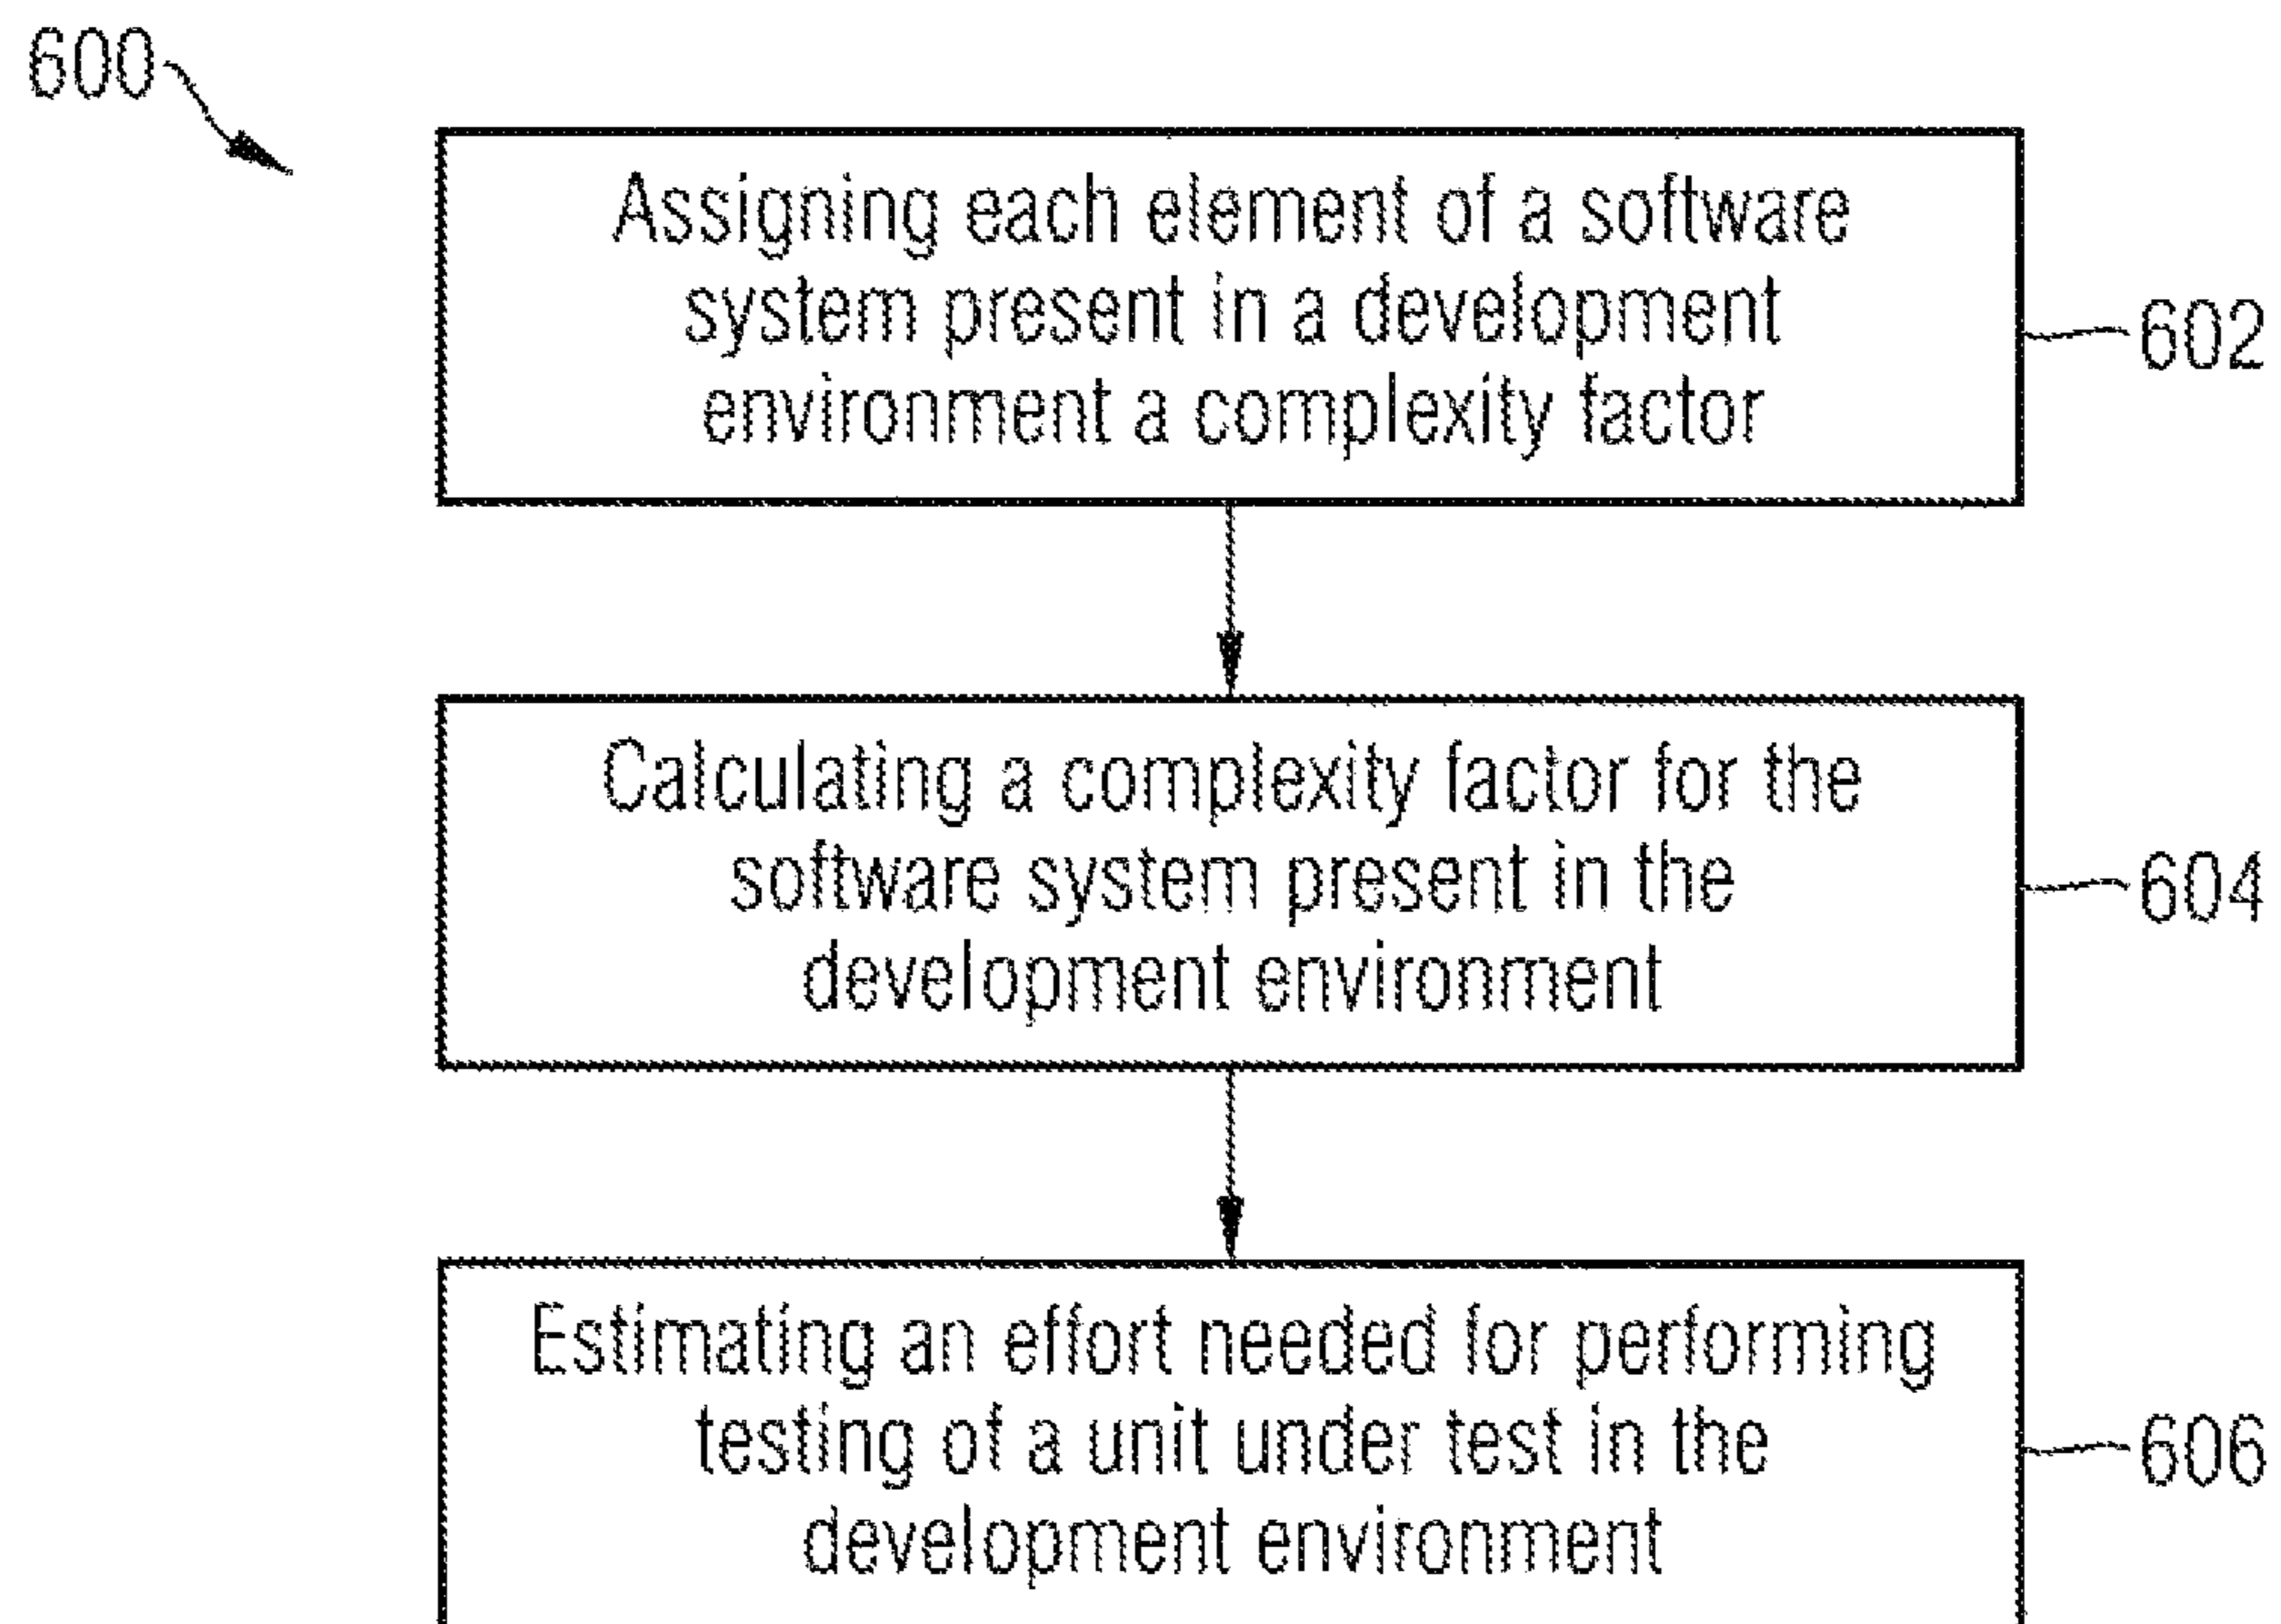 600
Assigning each element of a software
system present in a development
environment a complexity factor
602
Calculating a complexity factor for the
software system present in the
development environment
604
Estimating an effort needed for performing
testing of a unit under test in the
development environment
606